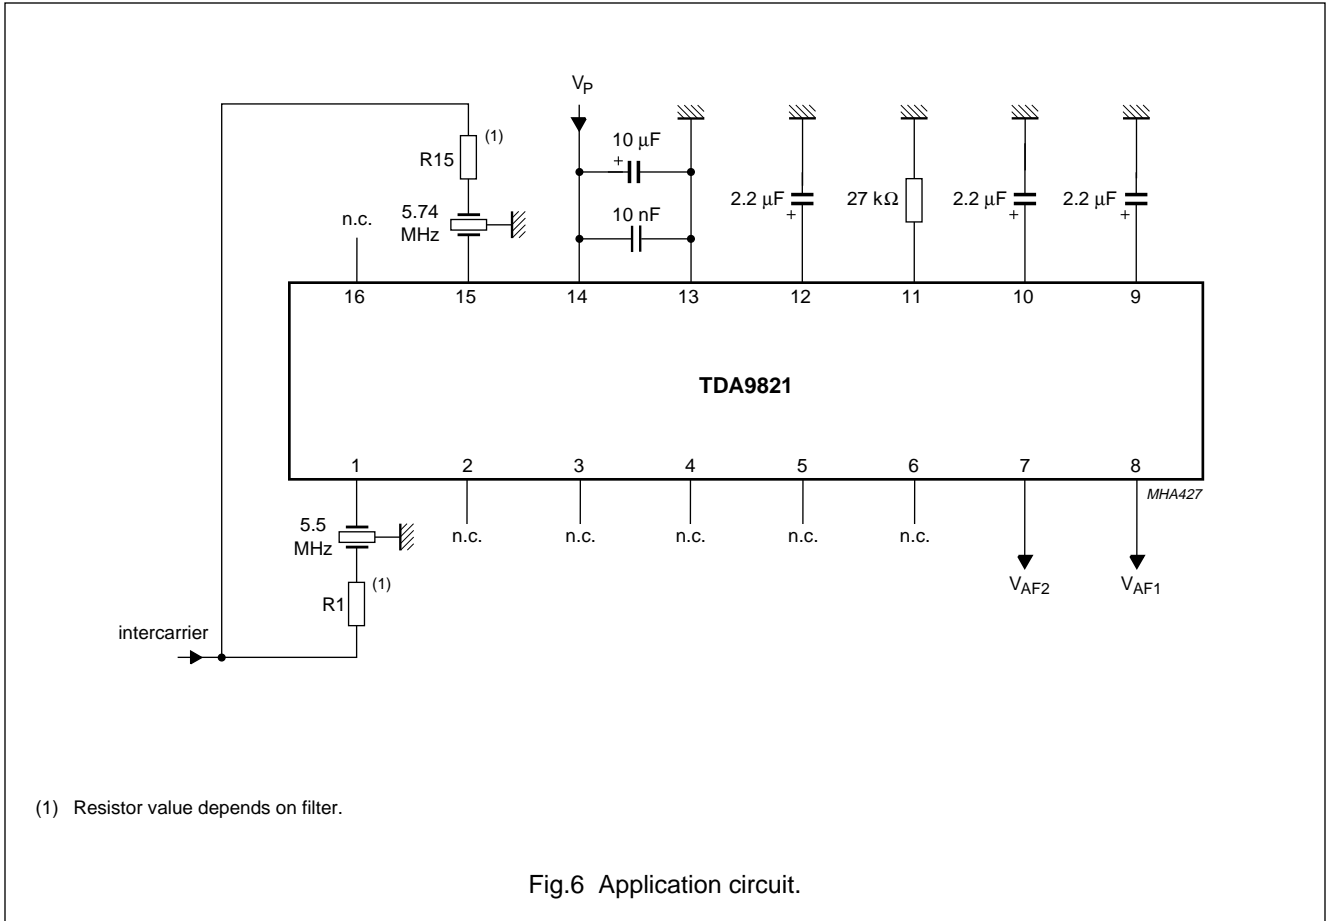 V_P
(1)
10 µF
+
R15
n.c.
5.74
MHz
10 nF
2.2 µF
+
27 kΩ
2.2 µF
+
2.2 µF
+
16 15 14 13 12 11 10 9
TDA9821
1 2 3 4 5 6 7 8
MHA427
5.5
MHz
n.c. n.c. n.c. n.c. n.c.
(1)
V_AF2 V_AF1
R1
intercarrier
(1) Resistor value depends on filter.
Fig.6 Application circuit.